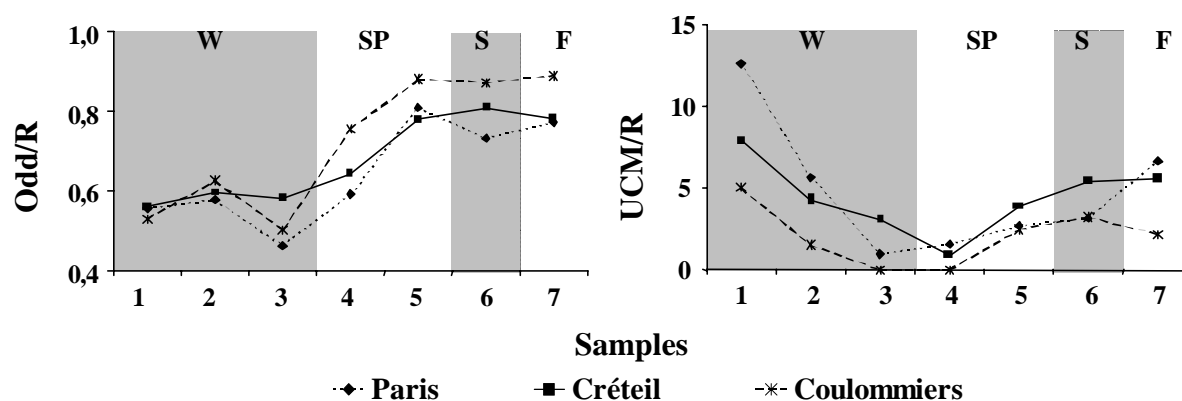 1,0
W
SP
S
F
0,8
0,6
0,4
Odd/R
1 2 3 4 5 6 7
15
W
SP
S
F
10
5
0
UCM/R
1 2 3 4 5 6 7
Samples
Paris
Créteil
Coulommiers